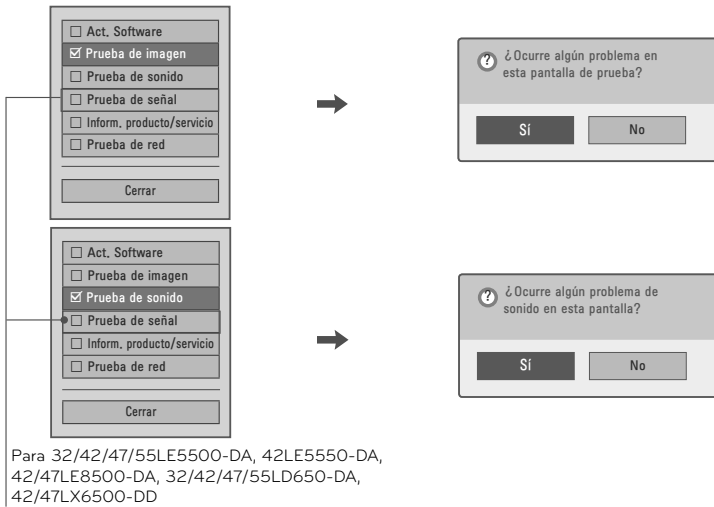 Act. Software
Prueba de imagen
Prueba de sonido
Prueba de señal
Inform. producto/servicio
Prueba de red
Cerrar
¿Ocurre algún problema en
esta pantalla de prueba?
Sí
No
Act. Software
Prueba de imagen
Prueba de sonido
Prueba de señal
Inform. producto/servicio
Prueba de red
Cerrar
¿Ocurre algún problema de
sonido en esta pantalla?
Sí
No
Para 32/42/47/55LE5500-DA, 42LE5550-DA,
42/47LE8500-DA, 32/42/47/55LD650-DA,
42/47LX6500-DD